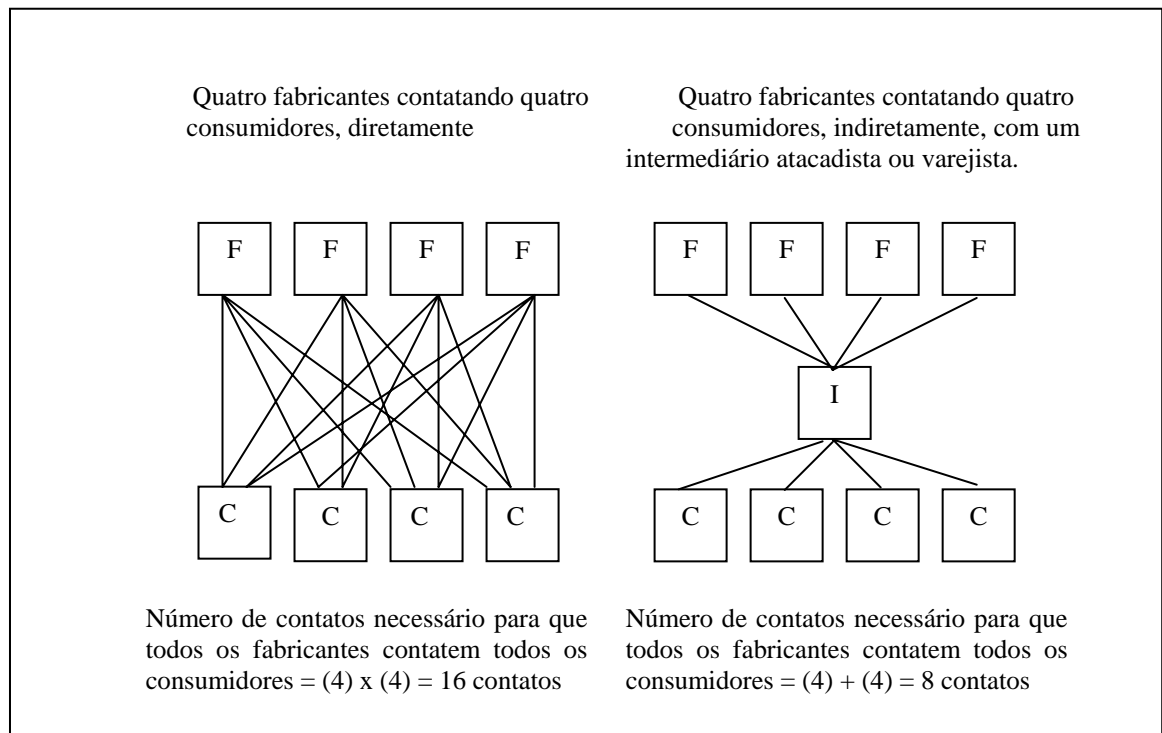 Quatro fabricantes contatando quatro
consumidores, diretamente
Quatro fabricantes contatando quatro
consumidores, indiretamente, com um
intermediário atacadista ou varejista.
F F F F
C C C C
F F F F
I
C C C C
Número de contatos necessário para que
todos os fabricantes contatem todos os
consumidores = (4) x (4) = 16 contatos
Número de contatos necessário para que
todos os fabricantes contatem todos os
consumidores = (4) + (4) = 8 contatos